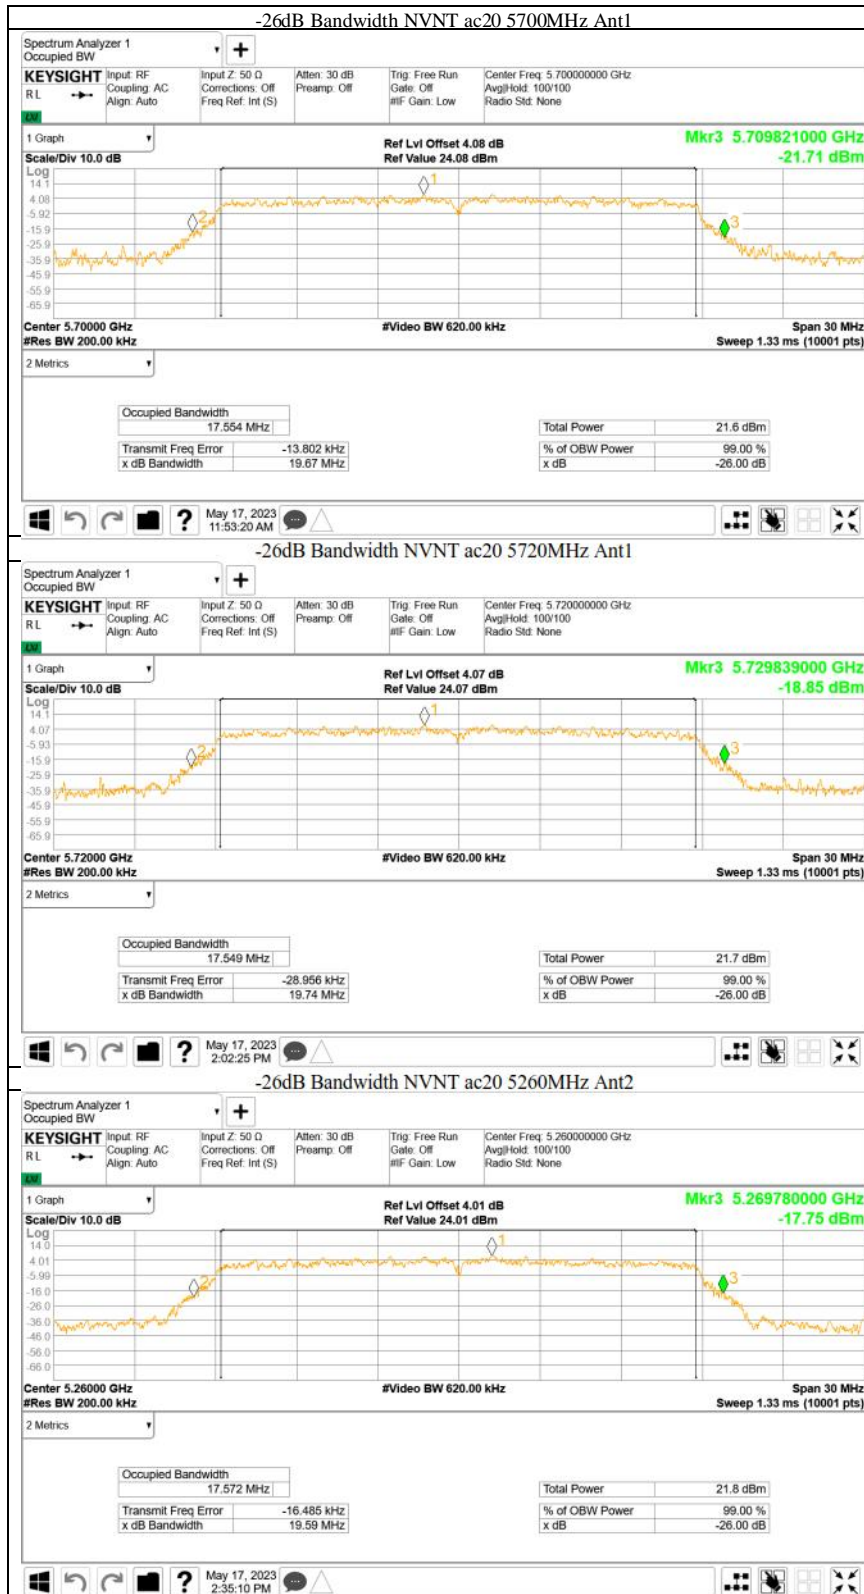 -26dB Bandwidth NVNT ac20 5700MHz Ant1
Spectrum Analyzer 1
Occupied BW
KEYSIGHT Input: RF Input Z: 50 Ω Atten: 30 dB Trig: Free Run Center Freq: 5.700000000 GHz
RL Coupling: AC Corrections: Off Preamp: Off Gate: Off Avg|Hold: 100/100
Align: Auto Freq Ref: Int (S) #IF Gain: Low Radio Std: None
1 Graph Ref Lvl Offset 4.08 dB Mkr3 5.709821000 GHz
Scale/Div 10.0 dB Ref Value 24.08 dBm -21.71 dBm
Log
14.1
4.08
-5.92
-15.9
-25.9
-35.9
-45.9
-55.9
-65.9
1
2
3
Center 5.70000 GHz #Video BW 620.00 kHz Span 30 MHz
#Res BW 200.00 kHz Sweep 1.33 ms (10001 pts)
2 Metrics
Occupied Bandwidth
17.554 MHz Total Power 21.6 dBm
Transmit Freq Error -13.802 kHz % of OBW Power 99.00 %
x dB Bandwidth 19.67 MHz x dB -26.00 dB
May 17, 2023
11:53:20 AM
-26dB Bandwidth NVNT ac20 5720MHz Ant1
Spectrum Analyzer 1
Occupied BW
KEYSIGHT Input: RF Input Z: 50 Ω Atten: 30 dB Trig: Free Run Center Freq: 5.720000000 GHz
RL Coupling: AC Corrections: Off Preamp: Off Gate: Off Avg|Hold: 100/100
Align: Auto Freq Ref: Int (S) #IF Gain: Low Radio Std: None
1 Graph Ref Lvl Offset 4.07 dB Mkr3 5.729839000 GHz
Scale/Div 10.0 dB Ref Value 24.07 dBm -18.85 dBm
Log
14.1
4.07
-5.93
-15.9
-25.9
-35.9
-45.9
-55.9
-65.9
1
2
3
Center 5.72000 GHz #Video BW 620.00 kHz Span 30 MHz
#Res BW 200.00 kHz Sweep 1.33 ms (10001 pts)
2 Metrics
Occupied Bandwidth
17.549 MHz Total Power 21.7 dBm
Transmit Freq Error -28.956 kHz % of OBW Power 99.00 %
x dB Bandwidth 19.74 MHz x dB -26.00 dB
May 17, 2023
2:02:25 PM
-26dB Bandwidth NVNT ac20 5260MHz Ant2
Spectrum Analyzer 1
Occupied BW
KEYSIGHT Input: RF Input Z: 50 Ω Atten: 30 dB Trig: Free Run Center Freq: 5.260000000 GHz
RL Coupling: AC Corrections: Off Preamp: Off Gate: Off Avg|Hold: 100/100
Align: Auto Freq Ref: Int (S) #IF Gain: Low Radio Std: None
1 Graph Ref Lvl Offset 4.01 dB Mkr3 5.269780000 GHz
Scale/Div 10.0 dB Ref Value 24.01 dBm -17.75 dBm
Log
14.0
4.01
-5.99
-16.0
-26.0
-36.0
-46.0
-56.0
-66.0
1
2
3
Center 5.26000 GHz #Video BW 620.00 kHz Span 30 MHz
#Res BW 200.00 kHz Sweep 1.33 ms (10001 pts)
2 Metrics
Occupied Bandwidth
17.572 MHz Total Power 21.8 dBm
Transmit Freq Error -16.485 kHz % of OBW Power 99.00 %
x dB Bandwidth 19.59 MHz x dB -26.00 dB
May 17, 2023
2:35:10 PM